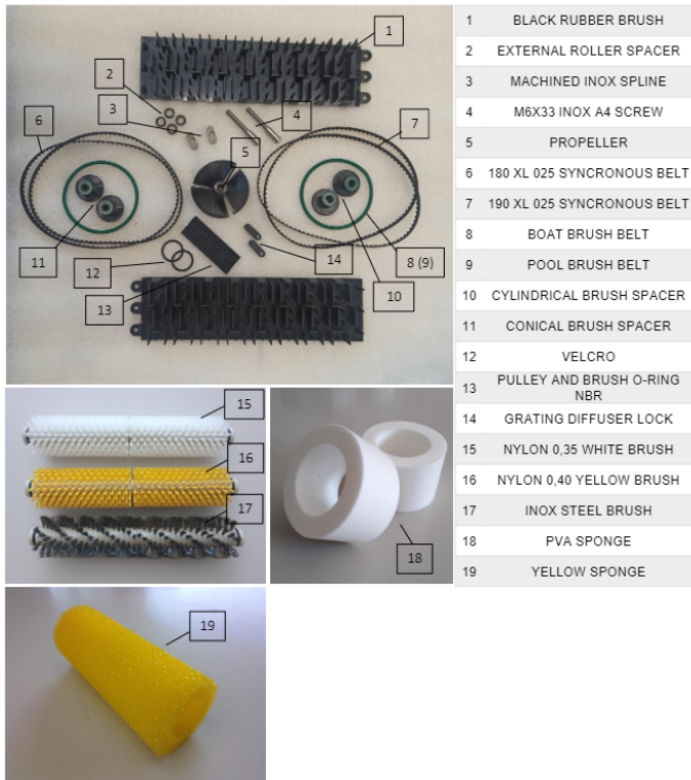 1
2
3
4
5
6
7
8 (9)
10
11
12
13
14
15
16
17
18
19
1 BLACK RUBBER BRUSH
2 EXTERNAL ROLLER SPACER
3 MACHINED INOX SPLINE
4 M6X33 INOX A4 SCREW
5 PROPELLER
6 180 XL 025 SYNCRONOUS BELT
7 190 XL 025 SYNCRONOUS BELT
8 BOAT BRUSH BELT
9 POOL BRUSH BELT
10 CYLINDRICAL BRUSH SPACER
11 CONICAL BRUSH SPACER
12 VELCRO
13 PULLEY AND BRUSH O-RING
NBR
14 GRATING DIFFUSER LOCK
15 NYLON 0,35 WHITE BRUSH
16 NYLON 0,40 YELLOW BRUSH
17 INOX STEEL BRUSH
18 PVA SPONGE
19 YELLOW SPONGE